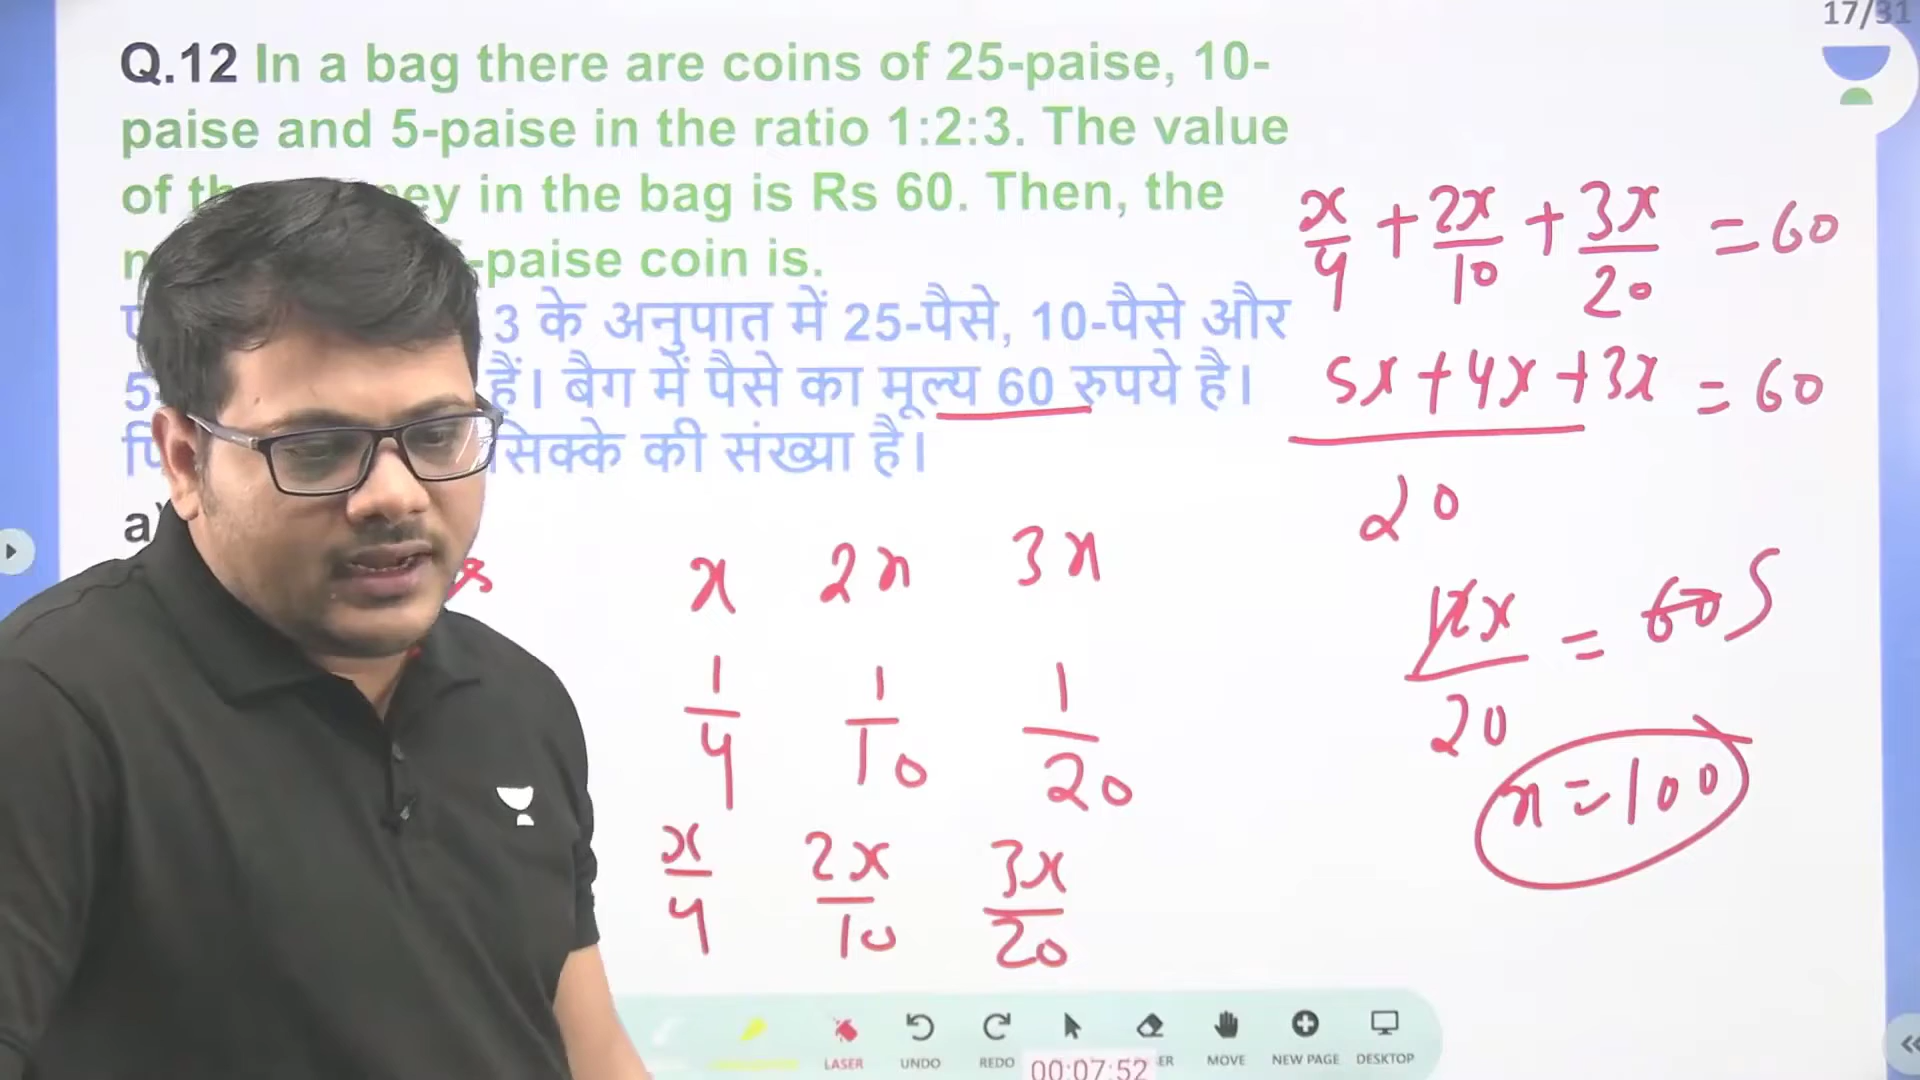 17/31
Q.12 In a bag there are coins of 25-paise, 10-
paise and 5-paise in the ratio 1:2:3. The value
of in the bag is Rs 60. Then, the
-paise coin is.
3 के अनुपात में 25-पैसे, 10-पैसे और
5- हैं। बैग में पैसे का मूल्य 60 रुपये है।
सिक्के की संख्या है।
a)
x 2x 3x
1/4 1/10 1/20
x/4 2x/10 3x/20
x/4 + 2x/10 + 3x/20 = 60
5x + 4x + 3x = 60
20
12x/20 = 60 5
x = 100
LASER UNDO REDO ER MOVE NEW PAGE DESKTOP
00:07:52